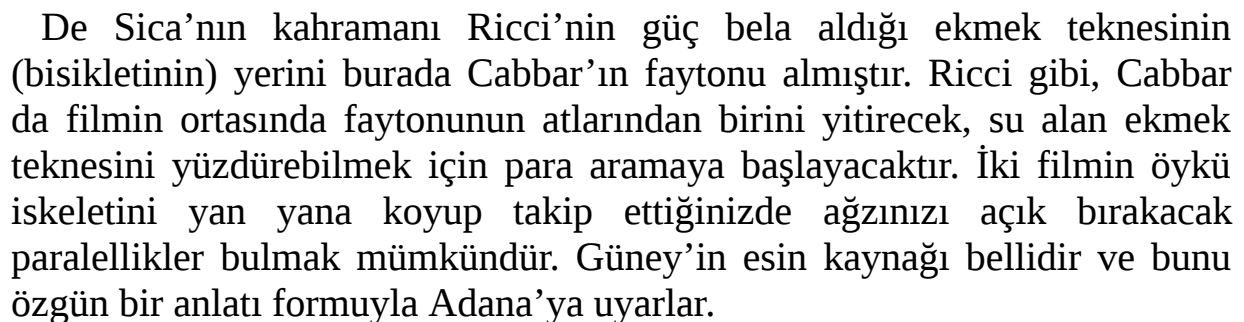 De Sica’nın kahramanı Ricci’nin güç bela aldığı ekmek teknesinin
(bisikletinin) yerini burada Cabbar’ın faytonu almıştır. Ricci gibi, Cabbar
da filmin ortasında faytonunun atlarından birini yitirecek, su alan ekmek
teknesini yüzdürebilmek için para aramaya başlayacaktır. İki filmin öykü
iskeletini yan yana koyup takip ettiğinizde ağzınızı açık bırakacak
paralellikler bulmak mümkündür. Güney’in esin kaynağı bellidir ve bunu
özgün bir anlatı formuyla Adana’ya uyarlar.